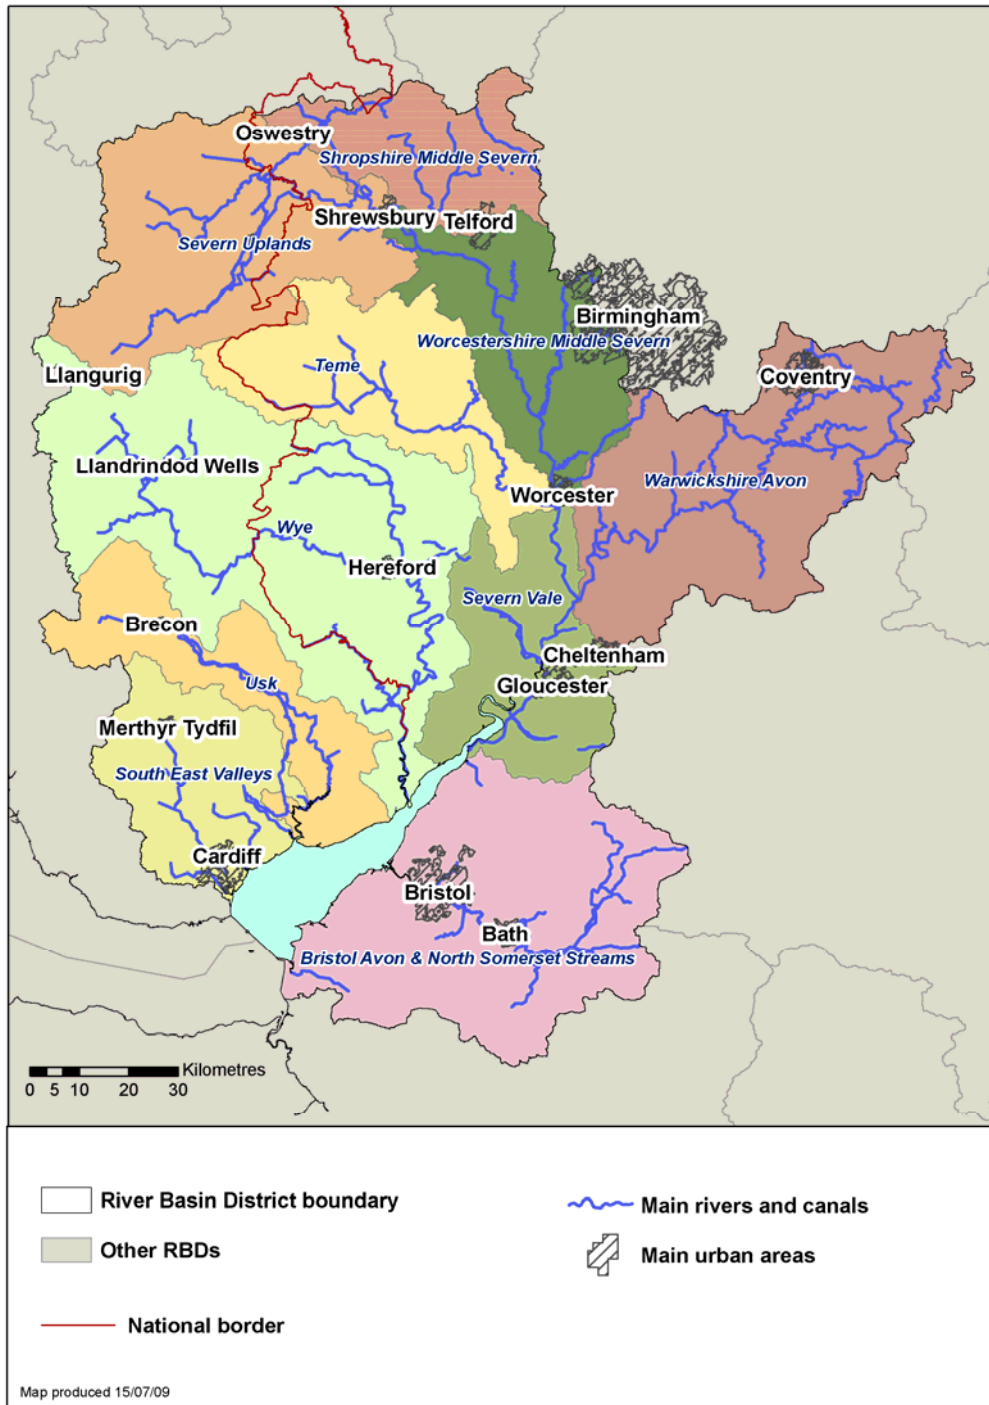 Oswestry
Shropshire Middle Severn
Shrewsbury
Telford
Severn Uplands
Birmingham
Worcestershire Middle Severn
Teme
Llangurig
Coventry
Llandrindod Wells
Warwickshire Avon
Worcester
Wye
Hereford
Severn Vale
Brecon
Cheltenham
Usk
Gloucester
Merthyr Tydfil
South East Valleys
Cardiff
Bristol
Bath
Bristol Avon & North Somerset Streams
Kilometres
0 5 10 20 30
River Basin District boundary
Main rivers and canals
Other RBDs
Main urban areas
National border
Map produced 15/07/09